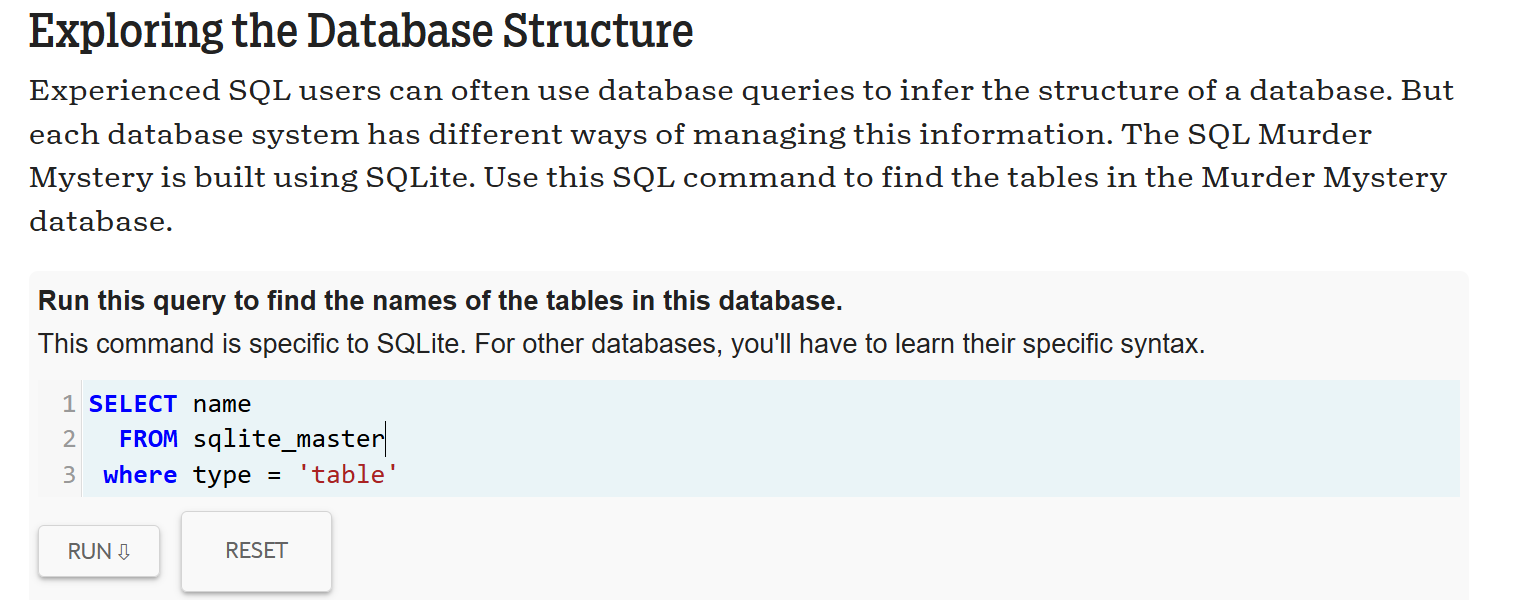 Exploring the Database Structure
Experienced SQL users can often use database queries to infer the structure of a database. But
each database system has different ways of managing this information. The SQL Murder
Mystery is built using SQLite. Use this SQL command to find the tables in the Murder Mystery
database.
Run this query to find the names of the tables in this database.
This command is specific to SQLite. For other databases, you'll have to learn their specific syntax.
1 SELECT name
2 FROM sqlite_master
3 where type = 'table'
RUN ⇩ RESET